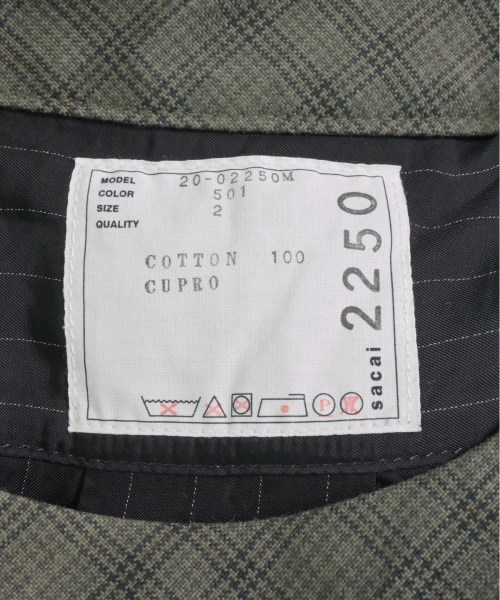 MODEL 20-02250M
COLOR 501
SIZE 2
QUALITY
COTTON 100
CUPRO
sacai 2250
P